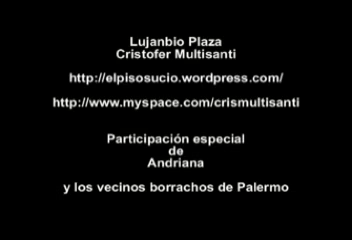 Lujanbio Plaza
Cristofer Multisanti
http://elpisosucio.wordpress.com/
http://www.myspace.com/crismultisanti
Participación especial
de
Andriana
y los vecinos borrachos de Palermo